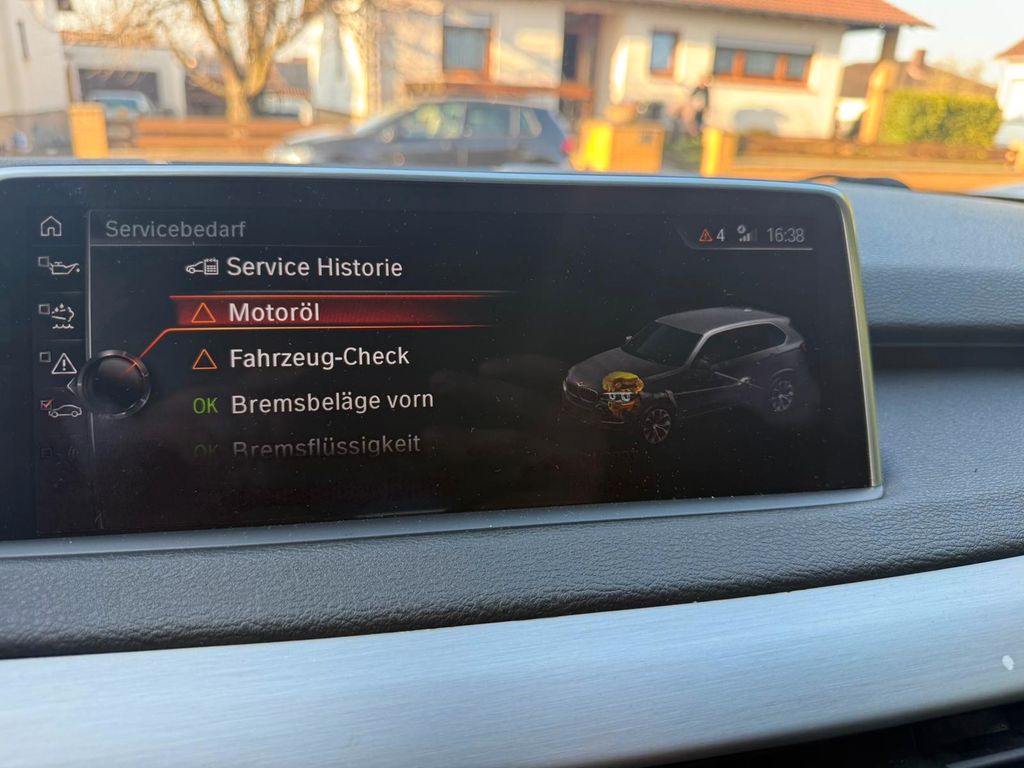 Servicebedarf
4 16:38
Service Historie
Motoröl
Fahrzeug-Check
OK Bremsbeläge vorn
OK Bremsflüssigkeit